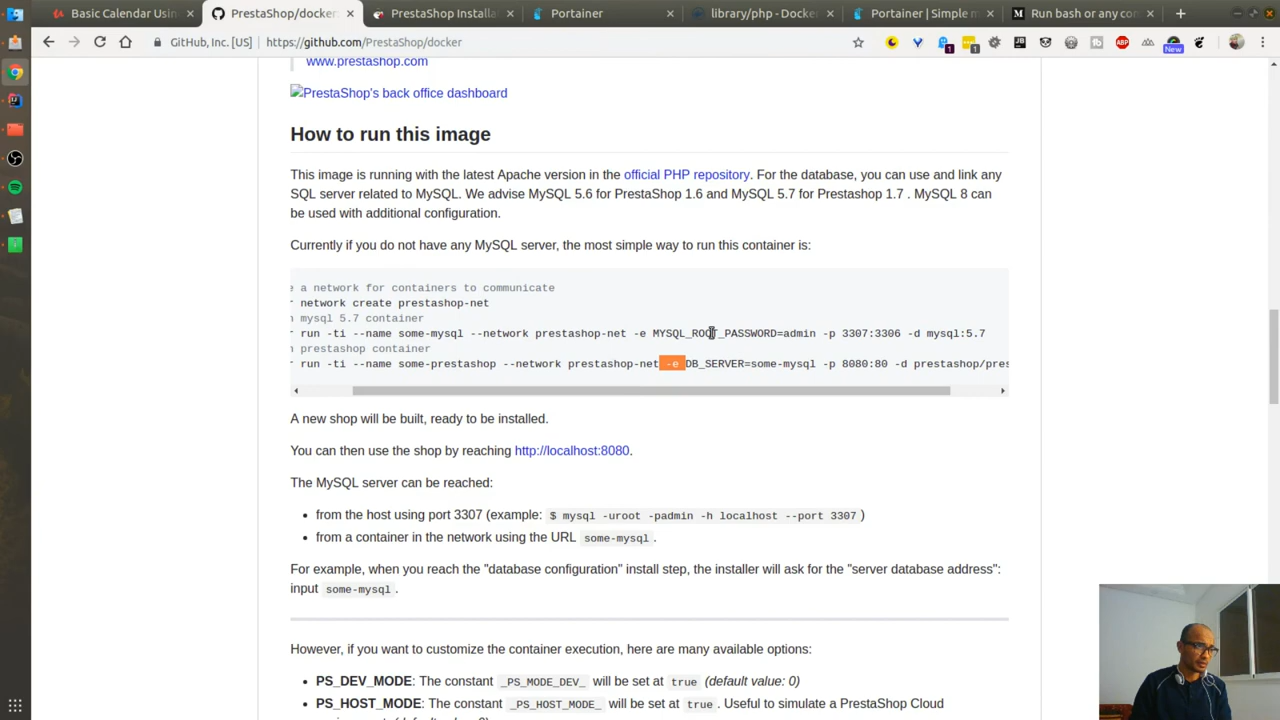 Basic Calendar Usin
PrestaShop/docker
PrestaShop Installa
Portainer
library/php - Docke
Portainer | Simple m
Run bash or any co
GitHub, Inc. [US]
https://github.com/PrestaShop/docker
New
www.prestashop.com
PrestaShop's back office dashboard
How to run this image
This image is running with the latest Apache version in the official PHP repository. For the database, you can use and link any
SQL server related to MySQL. We advise MySQL 5.6 for PrestaShop 1.6 and MySQL 5.7 for Prestashop 1.7 . MySQL 8 can
be used with additional configuration.
Currently if you do not have any MySQL server, the most simple way to run this container is:
e a network for containers to communicate
r network create prestashop-net
n mysql 5.7 container
r run -ti --name some-mysql --network prestashop-net -e MYSQL_ROOT_PASSWORD=admin -p 3307:3306 -d mysql:5.7
n prestashop container
r run -ti --name some-prestashop --network prestashop-net -e DB_SERVER=some-mysql -p 8080:80 -d prestashop/pres
A new shop will be built, ready to be installed.
You can then use the shop by reaching http://localhost:8080.
The MySQL server can be reached:
• from the host using port 3307 (example: $ mysql -uroot -padmin -h localhost --port 3307 )
• from a container in the network using the URL some-mysql .
For example, when you reach the "database configuration" install step, the installer will ask for the "server database address":
input some-mysql .
However, if you want to customize the container execution, here are many available options:
• PS_DEV_MODE: The constant _PS_MODE_DEV_ will be set at true (default value: 0)
• PS_HOST_MODE: The constant _PS_HOST_MODE_ will be set at true . Useful to simulate a PrestaShop Cloud